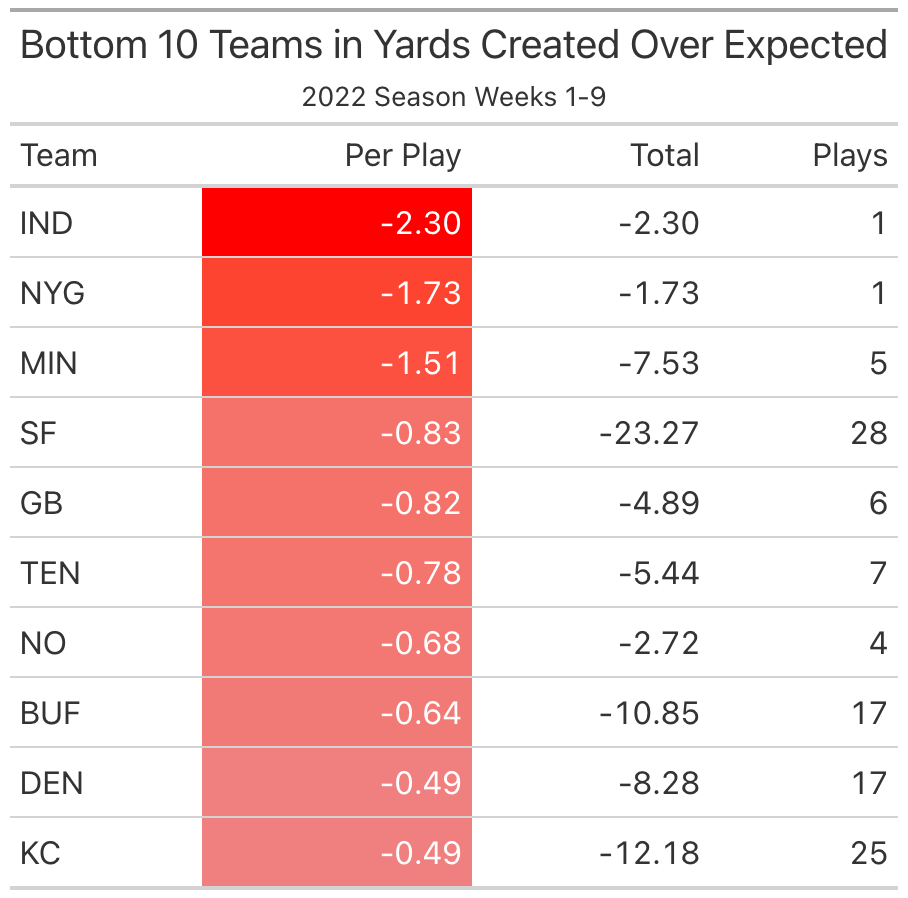 Bottom 10 Teams in Yards Created Over Expected
2022 Season Weeks 1-9
Team Per Play Total Plays
IND -2.30 -2.30 1
NYG -1.73 -1.73 1
MIN -1.51 -7.53 5
SF -0.83 -23.27 28
GB -0.82 -4.89 6
TEN -0.78 -5.44 7
NO -0.68 -2.72 4
BUF -0.64 -10.85 17
DEN -0.49 -8.28 17
KC -0.49 -12.18 25